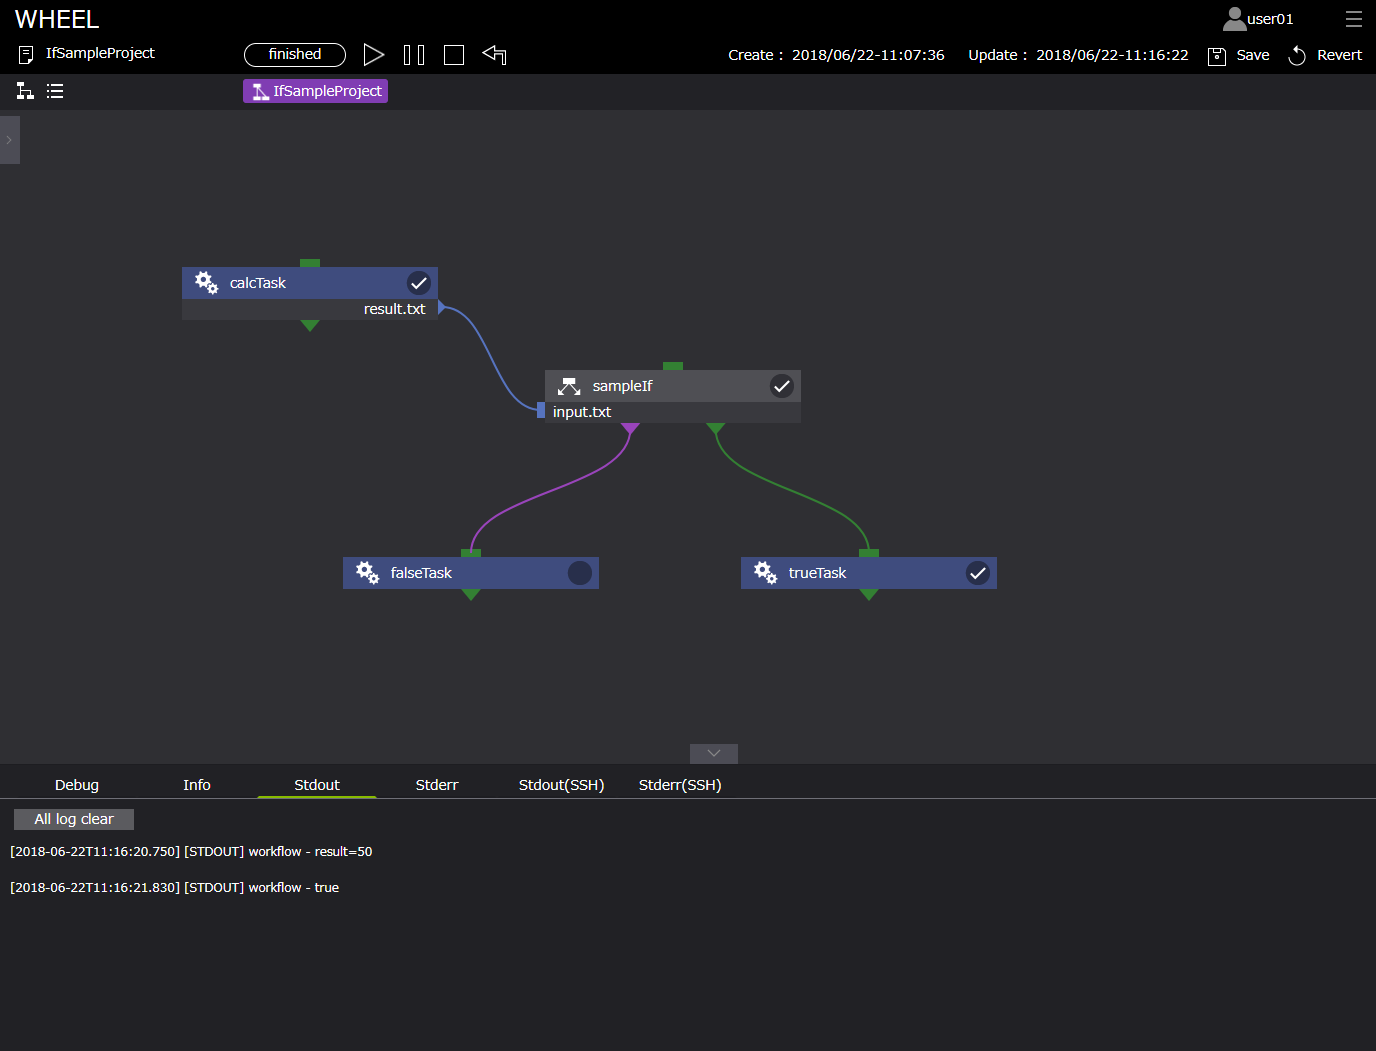 WHEEL
user01
IfSampleProject
finished
Create : 2018/06/22-11:07:36
Update : 2018/06/22-11:16:22
Save
Revert
IfSampleProject
calcTask
result.txt
sampleIf
input.txt
falseTask
trueTask
Debug
Info
Stdout
Stderr
Stdout(SSH)
Stderr(SSH)
All log clear
[2018-06-22T11:16:20.750] [STDOUT] workflow - result=50
[2018-06-22T11:16:21.830] [STDOUT] workflow - true